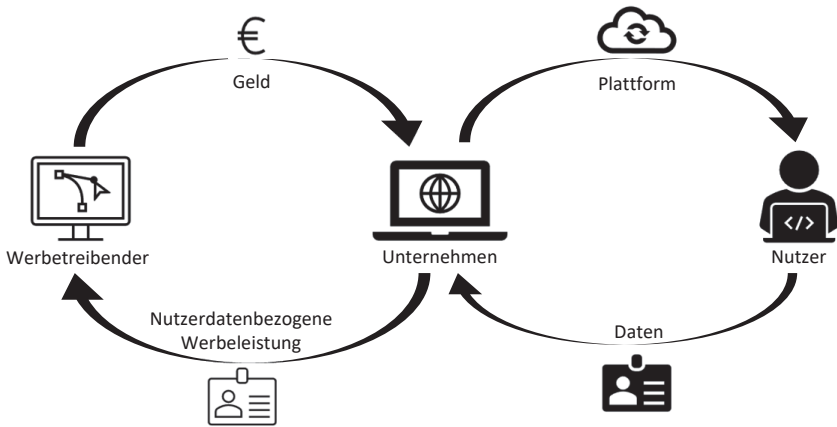 €
Geld
Plattform
</>
Werbetreibender
Unternehmen
Nutzer
Nutzerdatenbezogene
Werbeleistung
Daten